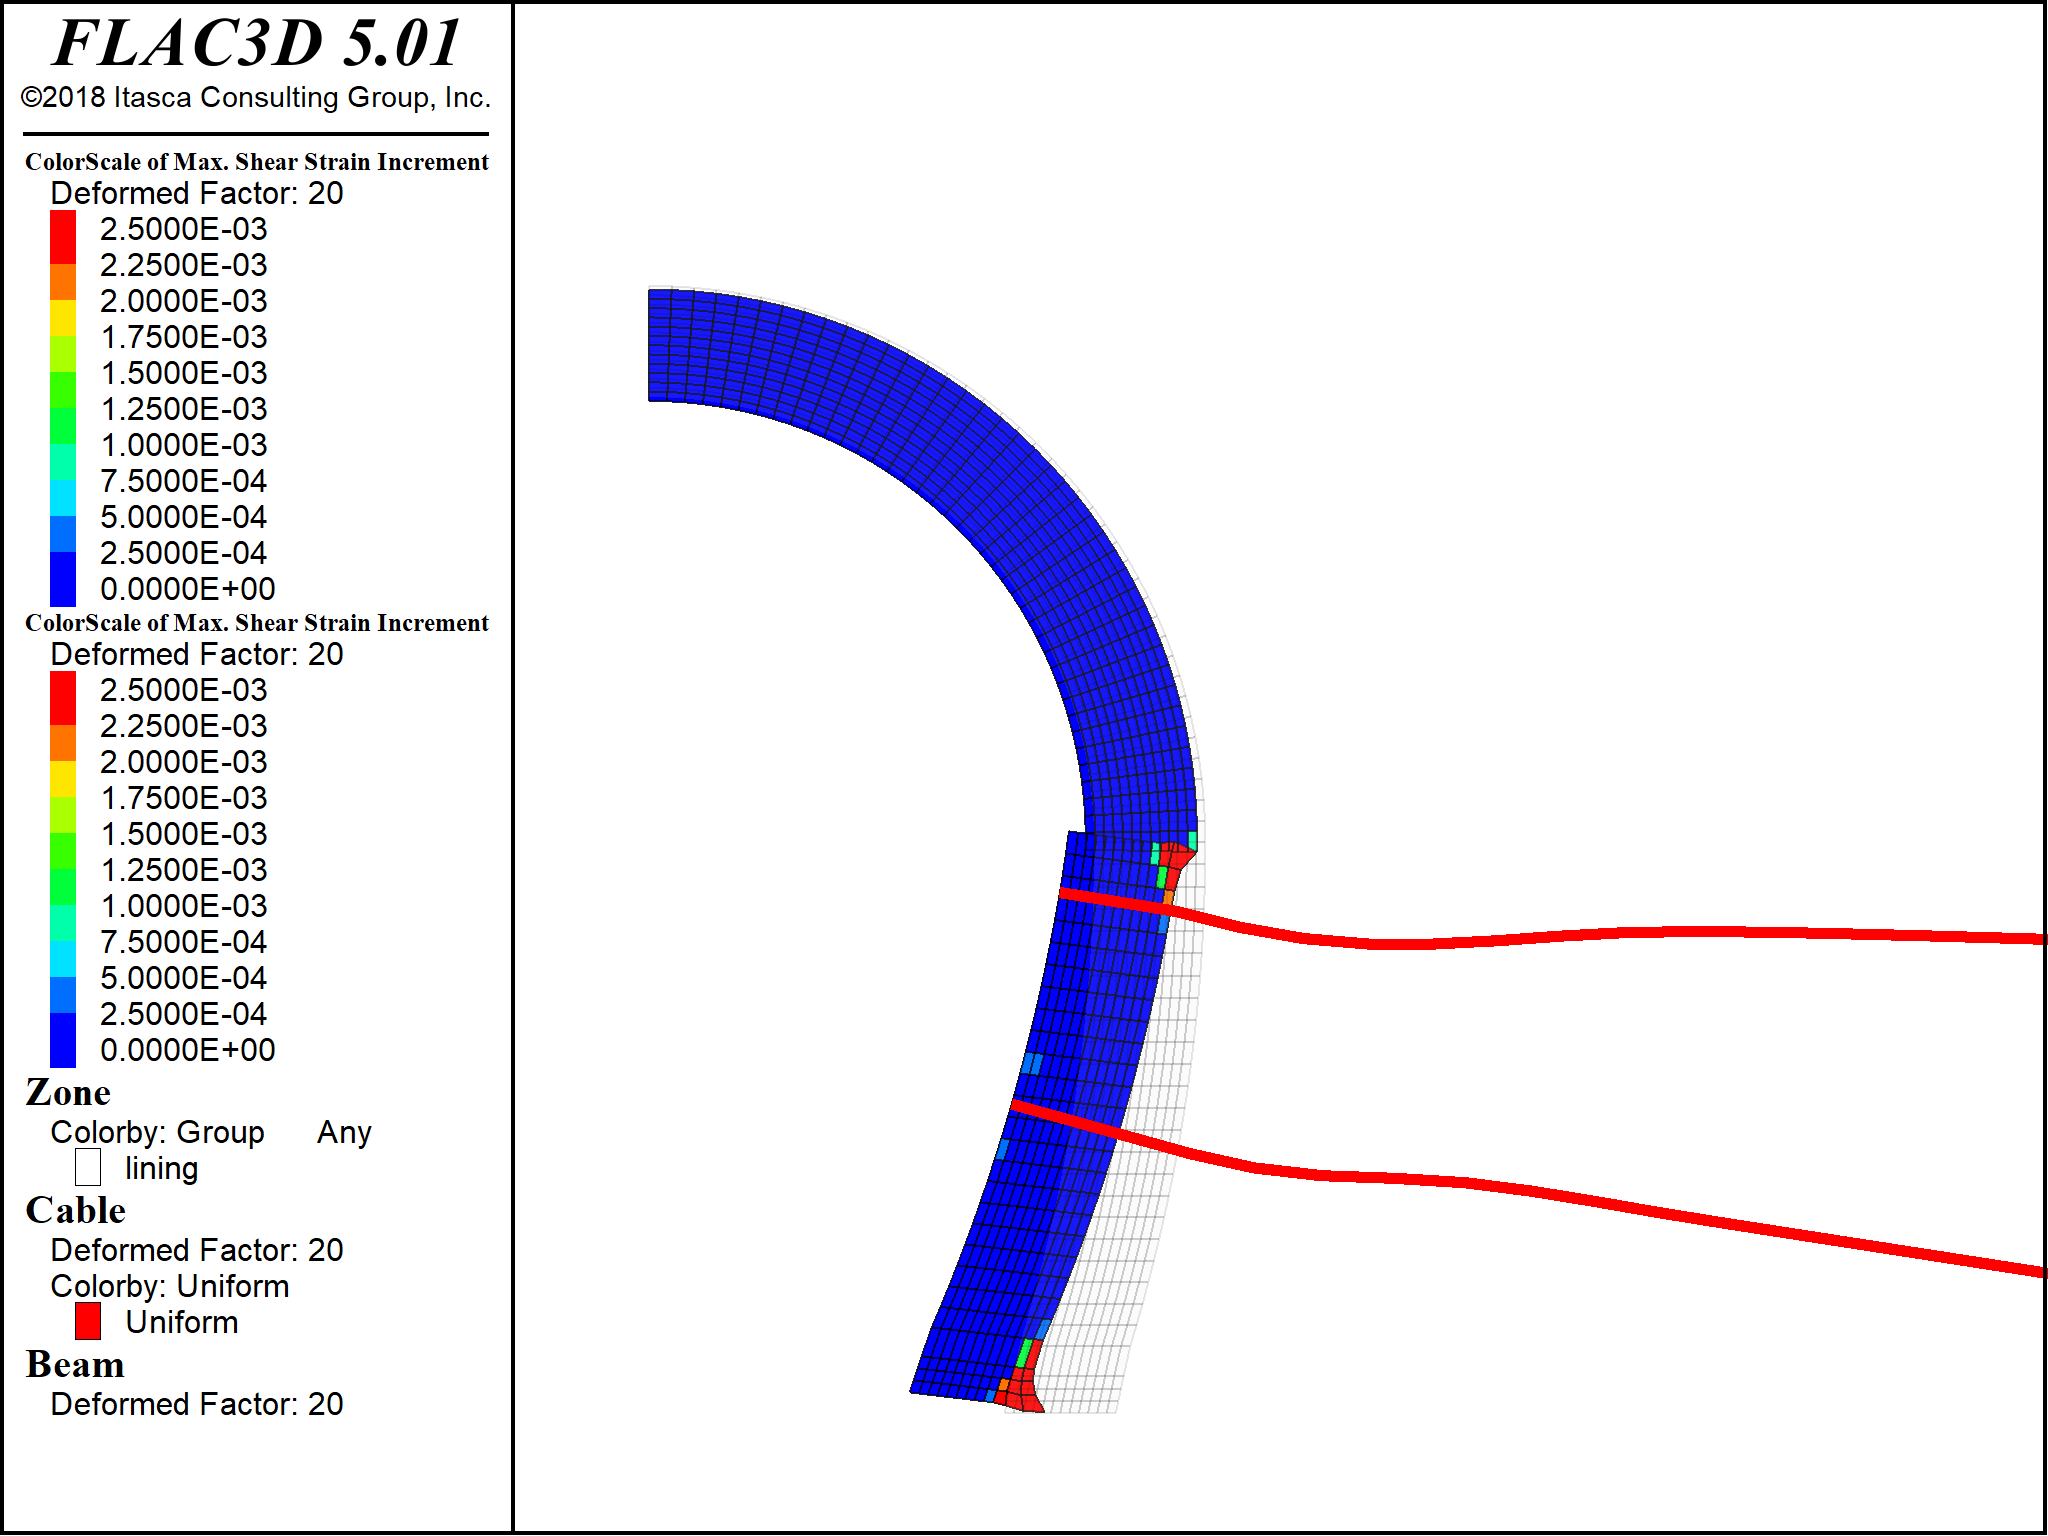 FLAC3D 5.01
©2018 Itasca Consulting Group, Inc.
ColorScale of Max. Shear Strain Increment
Deformed Factor: 20
2.5000E-03
2.2500E-03
2.0000E-03
1.7500E-03
1.5000E-03
1.2500E-03
1.0000E-03
7.5000E-04
5.0000E-04
2.5000E-04
0.0000E+00
ColorScale of Max. Shear Strain Increment
Deformed Factor: 20
2.5000E-03
2.2500E-03
2.0000E-03
1.7500E-03
1.5000E-03
1.2500E-03
1.0000E-03
7.5000E-04
5.0000E-04
2.5000E-04
0.0000E+00
Zone
Colorby: Group Any
lining
Cable
Deformed Factor: 20
Colorby: Uniform
Uniform
Beam
Deformed Factor: 20